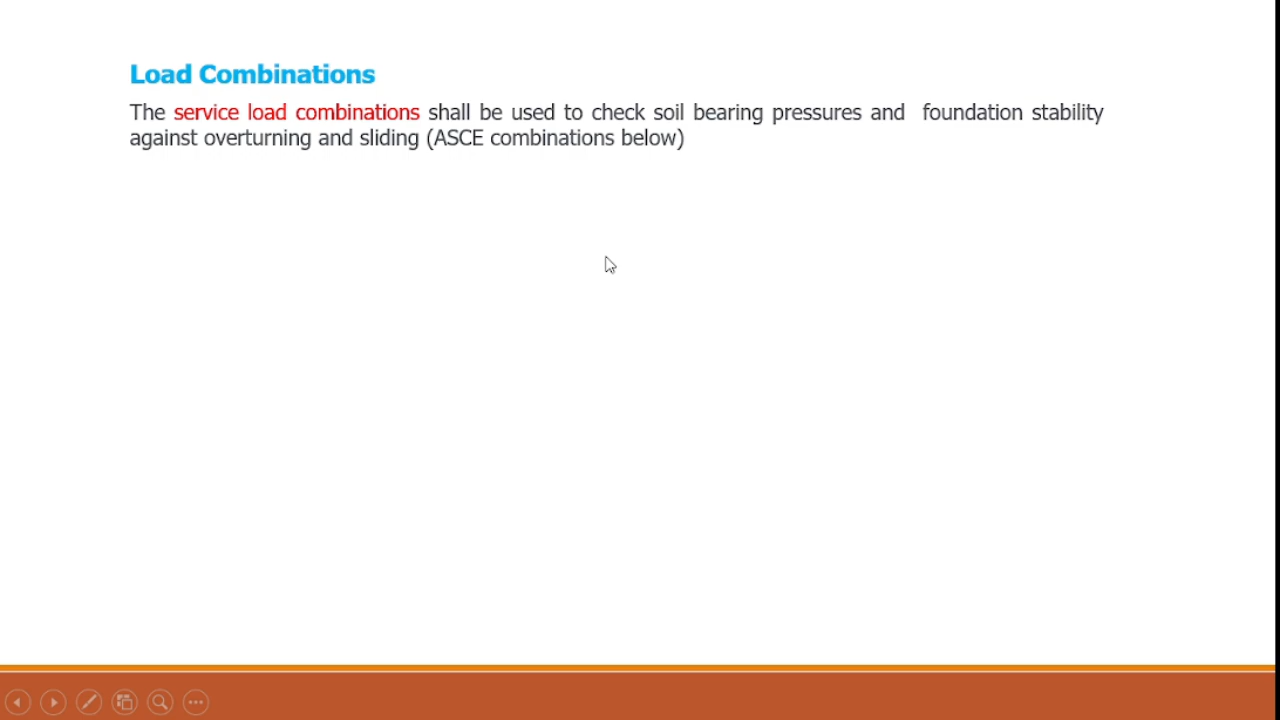 Load Combinations
The service load combinations shall be used to check soil bearing pressures and foundation stability
against overturning and sliding (ASCE combinations below)